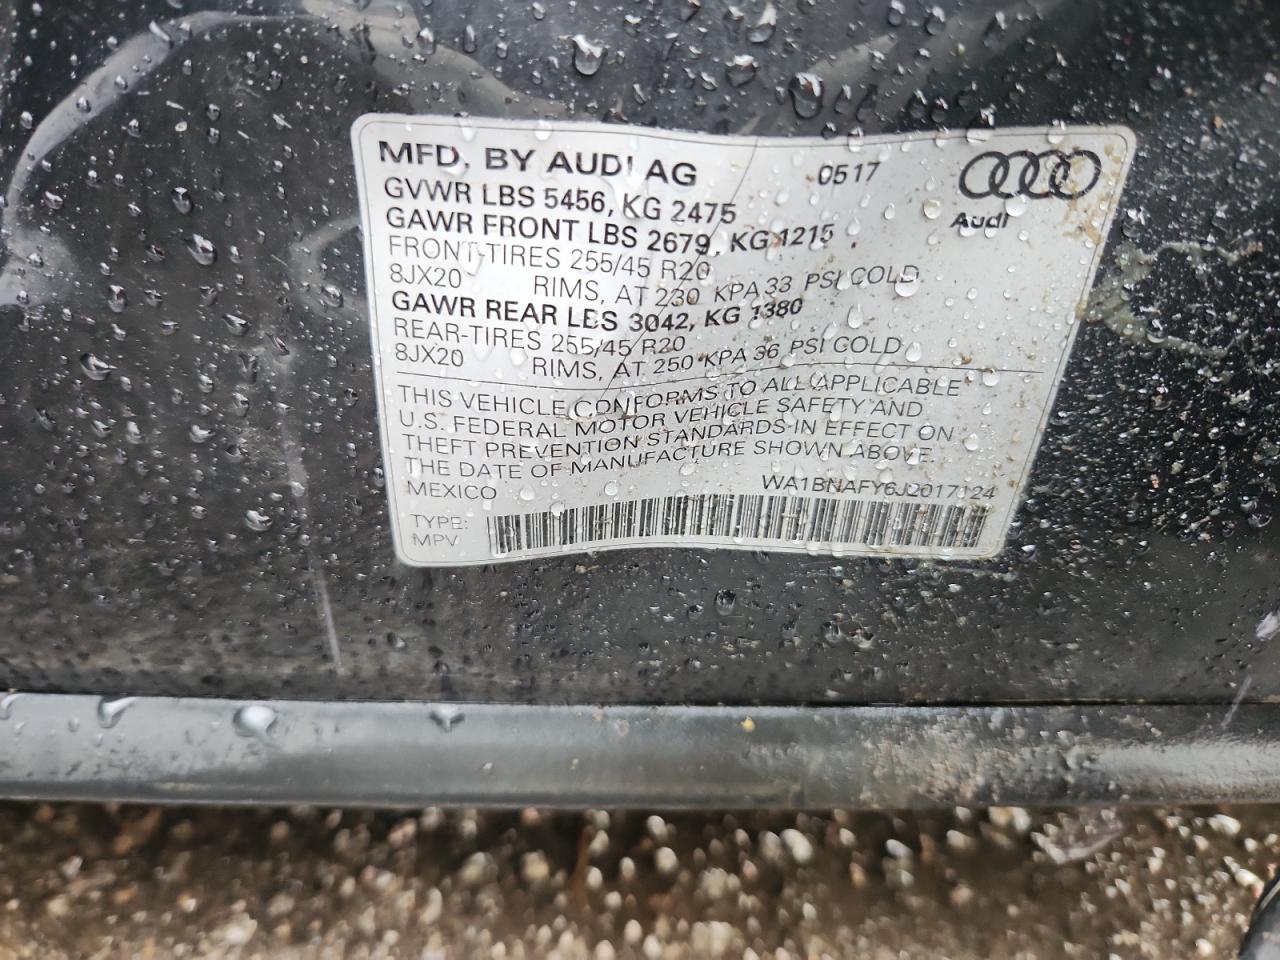 MFD. BY AUDI AG 0517
Audi
GVWR LBS 5456, KG 2475
GAWR FRONT LBS 2679, KG 1215
FRONT-TIRES 255/45 R20
8JX20 RIMS, AT 230 KPA 33 PSI COLD
GAWR REAR LBS 3042, KG 1380
REAR-TIRES 255/45 R20
8JX20 RIMS, AT 250 KPA 36 PSI COLD
THIS VEHICLE CONFORMS TO ALL APPLICABLE
U.S. FEDERAL MOTOR VEHICLE SAFETY AND
THEFT PREVENTION STANDARDS IN EFFECT ON
THE DATE OF MANUFACTURE SHOWN ABOVE.
MEXICO
TYPE:
MPV